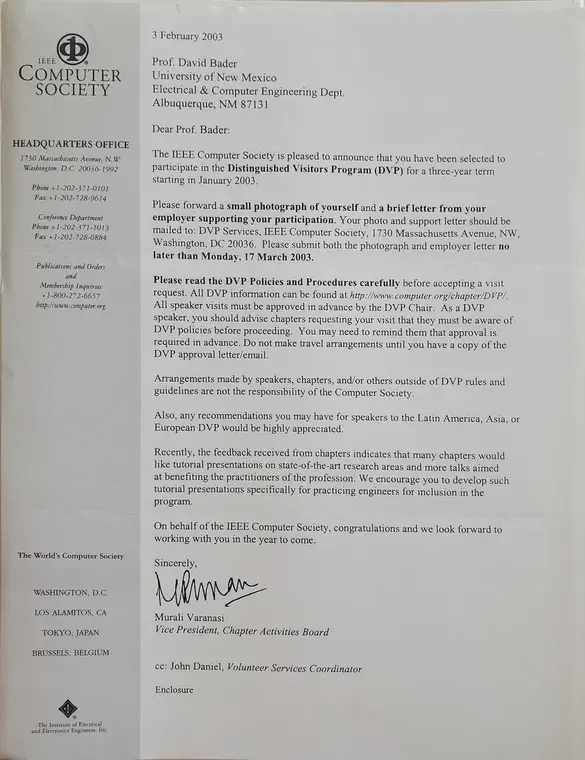 IEEE
COMPUTER
SOCIETY
HEADQUARTERS OFFICE
1730 Massachusetts Avenue, N.W.
Washington, D.C. 20036-1992
Phone +1-202-371-0101
Fax +1-202-728-9614
Conference Department
Phone +1-202-371-1013
Fax +1-202-728-0884
Publications and Orders
and
Membership Inquiries
+1-800-272-6657
http://www.computer.org
The World's Computer Society
WASHINGTON, D.C.
LOS ALAMITOS, CA
TOKYO, JAPAN
BRUSSELS, BELGIUM
The Institute of Electrical
and Electronics Engineers, Inc.
3 February 2003
Prof. David Bader
University of New Mexico
Electrical & Computer Engineering Dept.
Albuquerque, NM 87131
Dear Prof. Bader:
The IEEE Computer Society is pleased to announce that you have been selected to
participate in the Distinguished Visitors Program (DVP) for a three-year term
starting in January 2003.
Please forward a small photograph of yourself and a brief letter from your
employer supporting your participation. Your photo and support letter should be
mailed to: DVP Services, IEEE Computer Society, 1730 Massachusetts Avenue, NW,
Washington, DC 20036. Please submit both the photograph and employer letter no
later than Monday, 17 March 2003.
Please read the DVP Policies and Procedures carefully before accepting a visit
request. All DVP information can be found at http://www.computer.org/chapter/DVP/.
All speaker visits must be approved in advance by the DVP Chair. As a DVP
speaker, you should advise chapters requesting your visit that they must be aware of
DVP policies before proceeding. You may need to remind them that approval is
required in advance. Do not make travel arrangements until you have a copy of the
DVP approval letter/email.
Arrangements made by speakers, chapters, and/or others outside of DVP rules and
guidelines are not the responsibility of the Computer Society.
Also, any recommendations you may have for speakers to the Latin America, Asia, or
European DVP would be highly appreciated.
Recently, the feedback received from chapters indicates that many chapters would
like tutorial presentations on state-of-the-art research areas and more talks aimed
at benefiting the practitioners of the profession. We encourage you to develop such
tutorial presentations specifically for practicing engineers for inclusion in the
program.
On behalf of the IEEE Computer Society, congratulations and we look forward to
working with you in the year to come.
Sincerely,
Murali Varanasi
Vice President, Chapter Activities Board
cc: John Daniel, Volunteer Services Coordinator
Enclosure